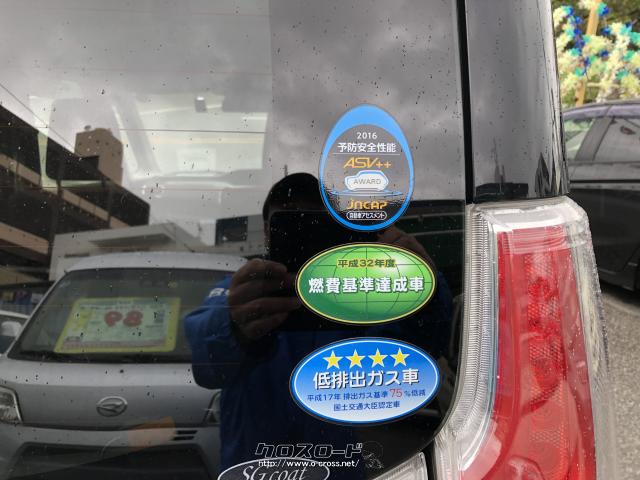 2016
予防安全性能
ASV++
AWARD
JNCAP
自動車アセスメント
平成32年度
燃費基準達成車
低排出ガス車
平成17年 排出ガス基準 75%低減
国土交通大臣認定車
98
クロスロード
http://www.o-cross.net/
SG coat